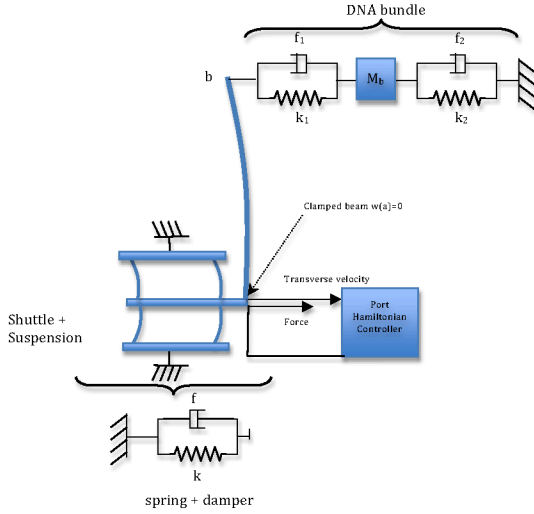 DNA bundle
f₁
f₂
b
Mb
k₁
k₂
Clamped beam w(a)=0
Transverse velocity
Force
Port
Hamiltonian
Controller
Shuttle +
Suspension
f
k
spring + damper